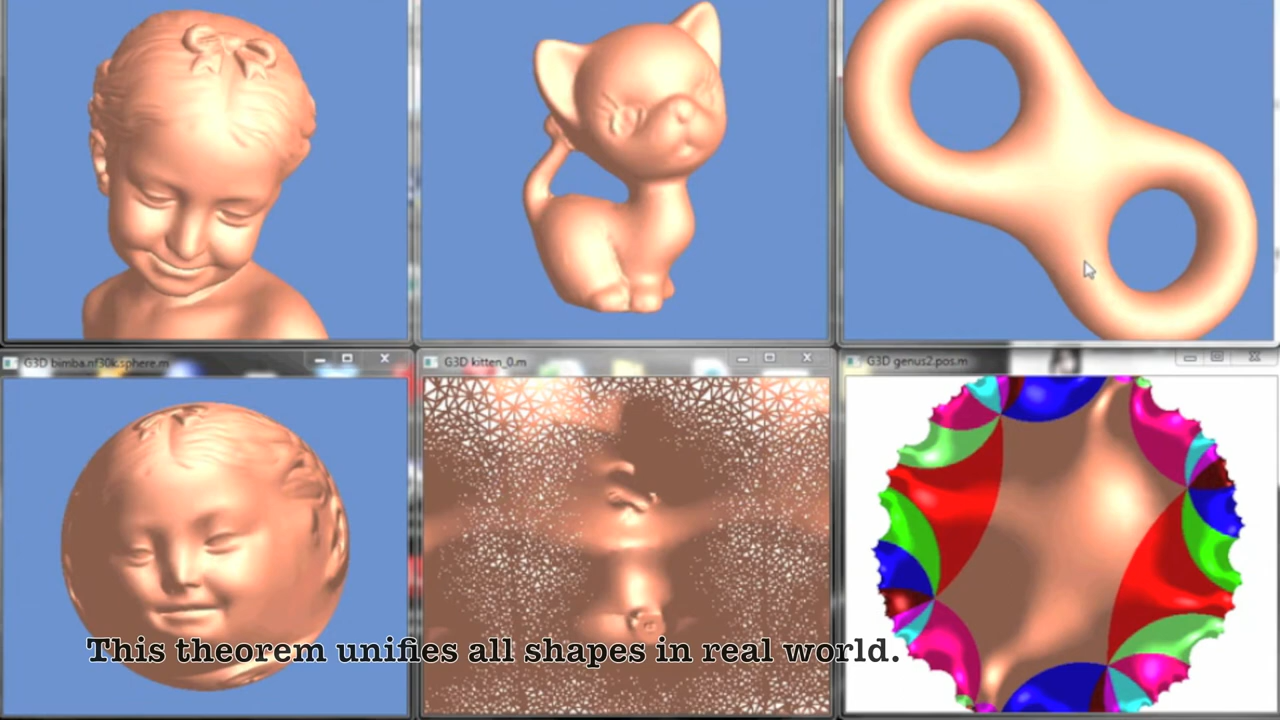 G3D bimba.nf30k.sphere.m
G3D kitten_0.m
G3D genus2.pos.m
This theorem unifies all shapes in real world.